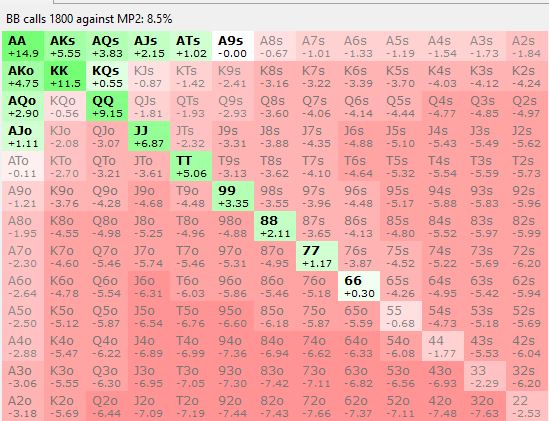 BB calls 1800 against MP2: 8.5%
AA AKs AQs AJs ATs A9s A8s A7s A6s A5s A4s A3s A2s
+14.9 +5.55 +3.83 +2.15 +1.02 -0.00 -0.67 -1.01 -1.33 -1.19 -1.54 -1.73 -1.84
AKo KK KQs KJs KTs K9s K8s K7s K6s K5s K4s K3s K2s
+4.75 +11.5 +0.55 -0.87 -1.42 -2.41 -3.16 -3.22 -3.39 -3.70 -4.03 -4.12 -4.24
AQo KQo QQ QJs QTs Q9s Q8s Q7s Q6s Q5s Q4s Q3s Q2s
+2.90 -0.56 +9.15 -1.81 -1.93 -2.93 -3.60 -4.06 -4.14 -4.44 -4.77 -4.85 -4.97
AJo KJo QJo JJ JTs J9s J8s J7s J6s J5s J4s J3s J2s
+1.11 -2.08 -3.07 +6.87 -2.32 -3.31 -3.88 -4.35 -4.88 -5.10 -5.43 -5.49 -5.62
ATo KTo QTo JTo TT T9s T8s T7s T6s T5s T4s T3s T2s
-0.11 -2.70 -3.21 -3.61 +5.06 -3.13 -3.62 -4.10 -4.64 -5.32 -5.54 -5.59 -5.73
A9o K9o Q9o J9o T9o 99 98s 97s 96s 95s 94s 93s 92s
-1.21 -3.76 -4.28 -4.68 -4.48 +3.35 -3.55 -3.96 -4.48 -5.17 -5.88 -5.83 -5.96
A8o K8o Q8o J8o T8o 98o 88 87s 86s 85s 84s 83s 82s
-1.95 -4.55 -4.98 -5.25 -4.96 -4.88 +2.11 -3.65 -4.13 -4.80 -5.52 -5.97 -5.99
A7o K7o Q7o J7o T7o 97o 87o 77 76s 75s 74s 73s 72s
-2.30 -4.60 -5.46 -5.74 -5.46 -5.31 -4.95 +1.17 -3.87 -4.52 -5.22 -5.69 -6.20
A6o K6o Q6o J6o T6o 96o 86o 76o 66 65s 64s 63s 62s
-2.64 -4.78 -5.54 -6.31 -6.03 -5.86 -5.46 -5.18 +0.30 -4.26 -4.95 -5.42 -5.94
A5o K5o Q5o J5o T5o 95o 85o 75o 65o 55 54s 53s 52s
-2.50 -5.12 -5.87 -6.54 -6.76 -6.60 -6.18 -5.87 -5.59 -0.68 -4.73 -5.18 -5.69
A4o K4o Q4o J4o T4o 94o 84o 74o 64o 54o 44 43s 42s
-2.88 -5.47 -6.22 -6.89 -6.99 -7.36 -6.94 -6.62 -6.33 -6.08 -1.77 -5.53 -6.04
A3o K3o Q3o J3o T3o 93o 83o 73o 63o 53o 43o 33 32s
-3.06 -5.55 -6.30 -6.95 -7.05 -7.30 -7.42 -7.11 -6.82 -6.56 -6.93 -2.29 -6.20
A2o K2o Q2o J2o T2o 92o 82o 72o 62o 52o 42o 32o 22
-3.18 -5.69 -6.44 -7.09 -7.19 -7.44 -7.43 -7.66 -7.37 -7.11 -7.48 -7.63 -2.53